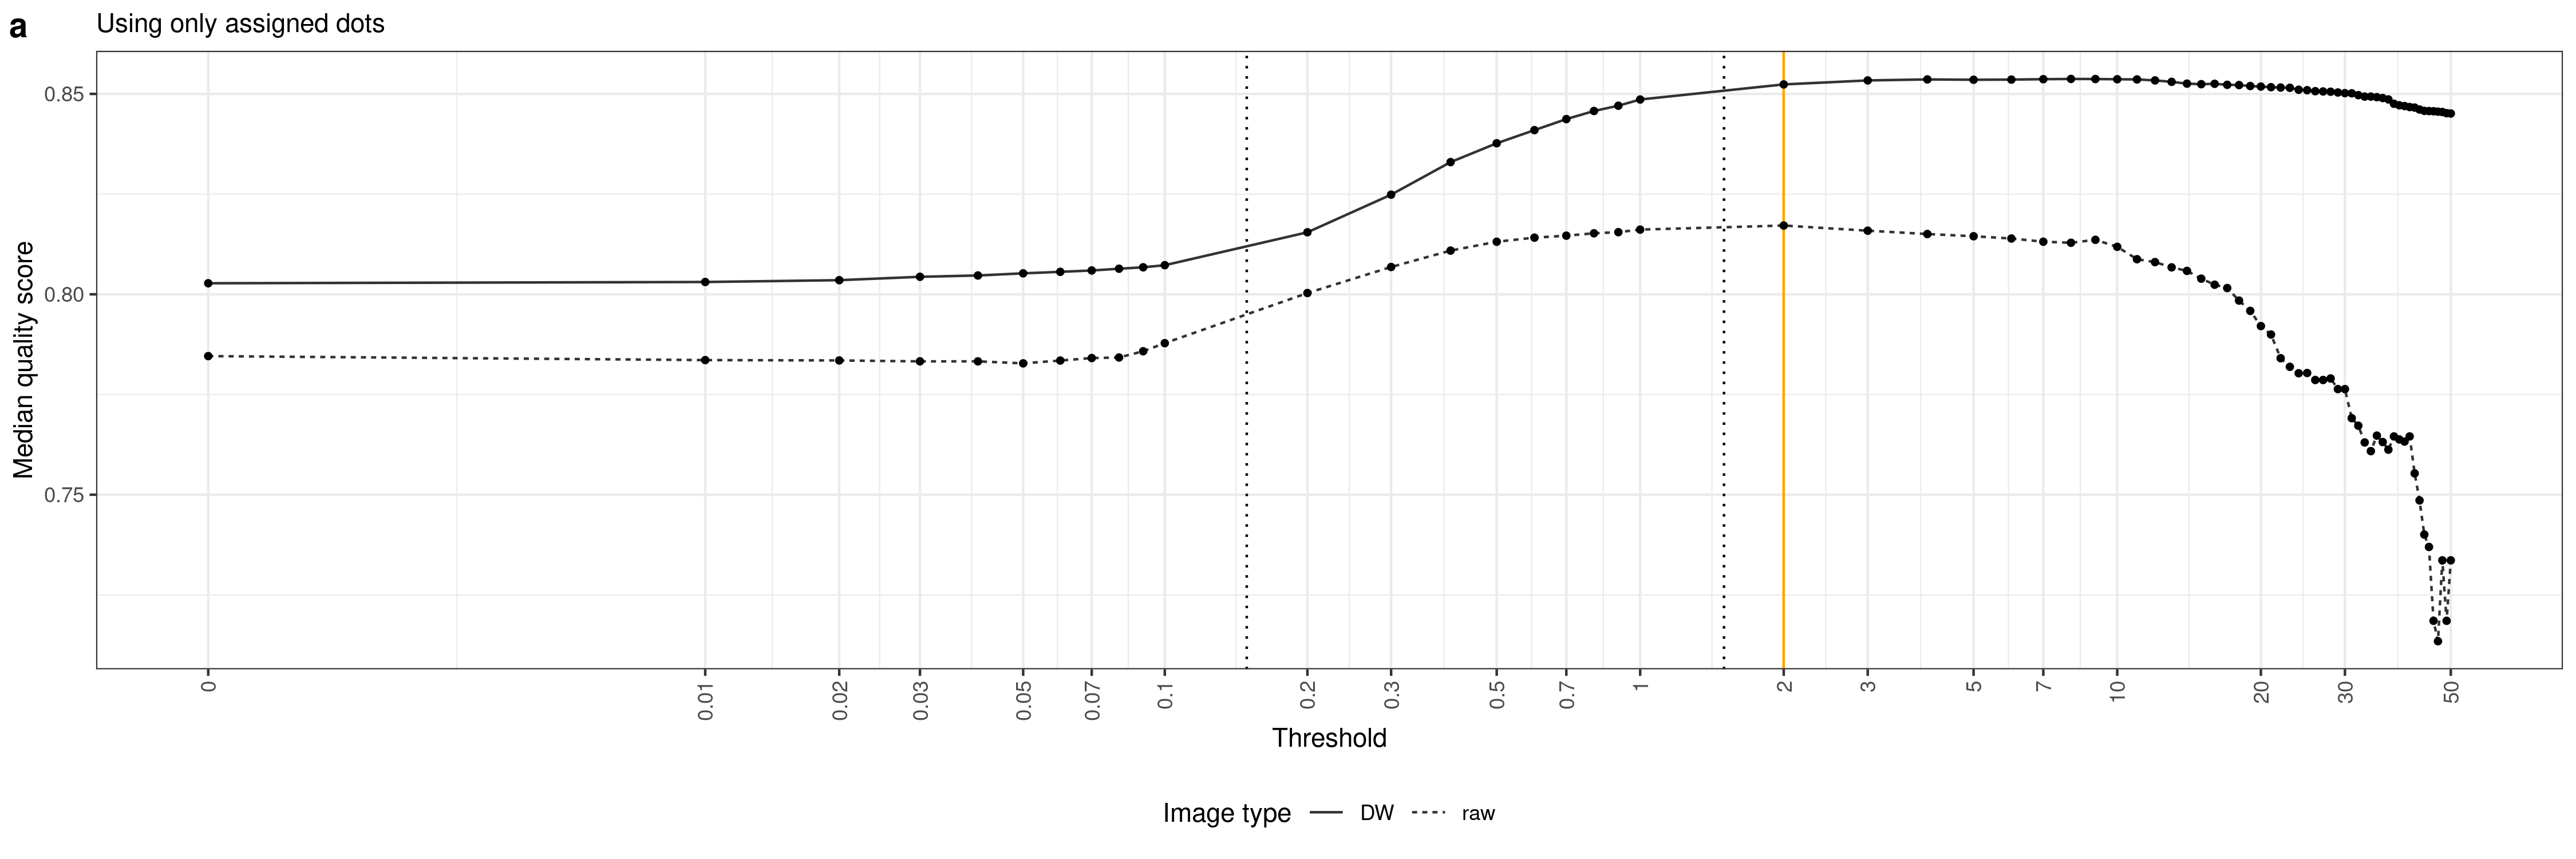 a Using only assigned dots
Median quality score
0.85
0.80
0.75
0 0.01 0.02 0.03 0.05 0.07 0.1 0.2 0.3 0.5 0.7 1 2 3 5 7 10 20 30 50
Threshold
Image type DW raw